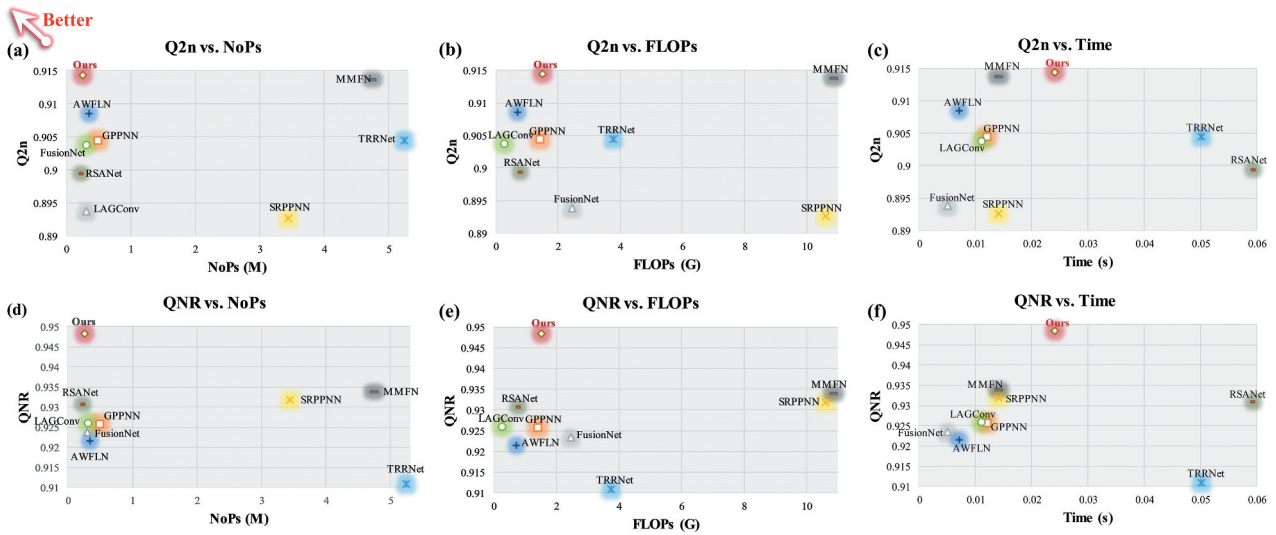 Better
(a)
Q2n vs. NoPs
0.915
0.91
0.905
0.9
0.895
0.89
Q2n
Ours
MMFN
AWFLN
GPPNN
TRRNet
FusionNet
RSANet
LAGConv
SRPPNN
0 1 2 3 4 5
NoPs (M)
(b)
Q2n vs. FLOPs
0.915
0.91
0.905
0.9
0.895
0.89
Q2n
Ours
MMFN
AWFLN
LAGConv
GPPNN
TRRNet
RSANet
FusionNet
SRPPNN
0 2 4 6 8 10
FLOPs (G)
(c)
Q2n vs. Time
0.915
0.91
0.905
0.9
0.895
0.89
Q2n
MMFN
Ours
AWFLN
GPPNN
LAGConv
TRRNet
RSANet
FusionNet
SRPPNN
0 0.01 0.02 0.03 0.04 0.05 0.06
Time (s)
(d)
QNR vs. NoPs
0.95
0.945
0.94
0.935
0.93
0.925
0.92
0.915
0.91
QNR
Ours
RSANet
MMFN
SRPPNN
GPPNN
LAGConv
FusionNet
AWFLN
TRRNet
0 1 2 3 4 5
NoPs (M)
(e)
QNR vs. FLOPs
0.95
0.945
0.94
0.935
0.93
0.925
0.92
0.915
0.91
QNR
Ours
MMFN
RSANet
SRPPNN
LAGConv
GPPNN
AWFLN
FusionNet
TRRNet
0 2 4 6 8 10
FLOPs (G)
(f)
QNR vs. Time
0.95
0.945
0.94
0.935
0.93
0.925
0.92
0.915
0.91
QNR
Ours
MMFN
SRPPNN
RSANet
LAGConv
GPPNN
FusionNet
AWFLN
TRRNet
0 0.01 0.02 0.03 0.04 0.05 0.06
Time (s)